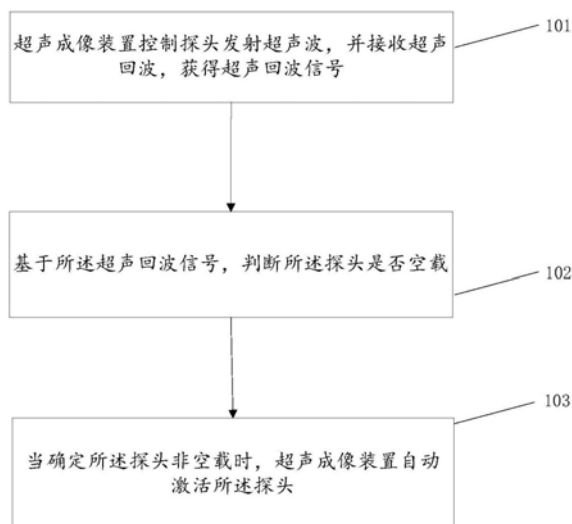 超声成像装置控制探头发射超声波，并接收超声
回波，获得超声回波信号
101
基于所述超声回波信号，判断所述探头是否空载
102
103
当确定所述探头非空载时，超声成像装置自动
激活所述探头